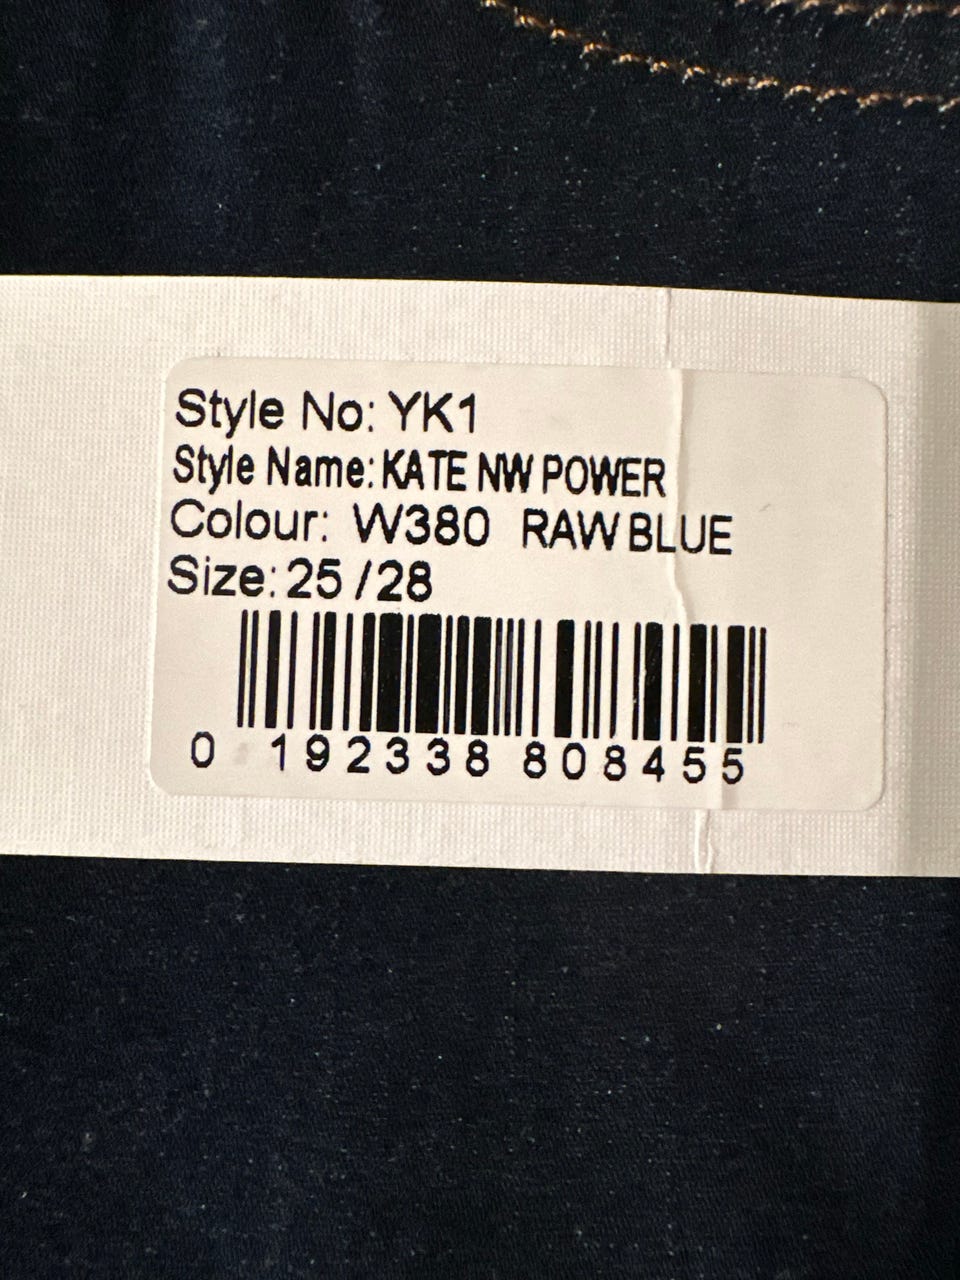 Style No: YK1
Style Name: KATE NW POWER
Colour: W380 RAW BLUE
Size: 25 /28
0 192338 808455